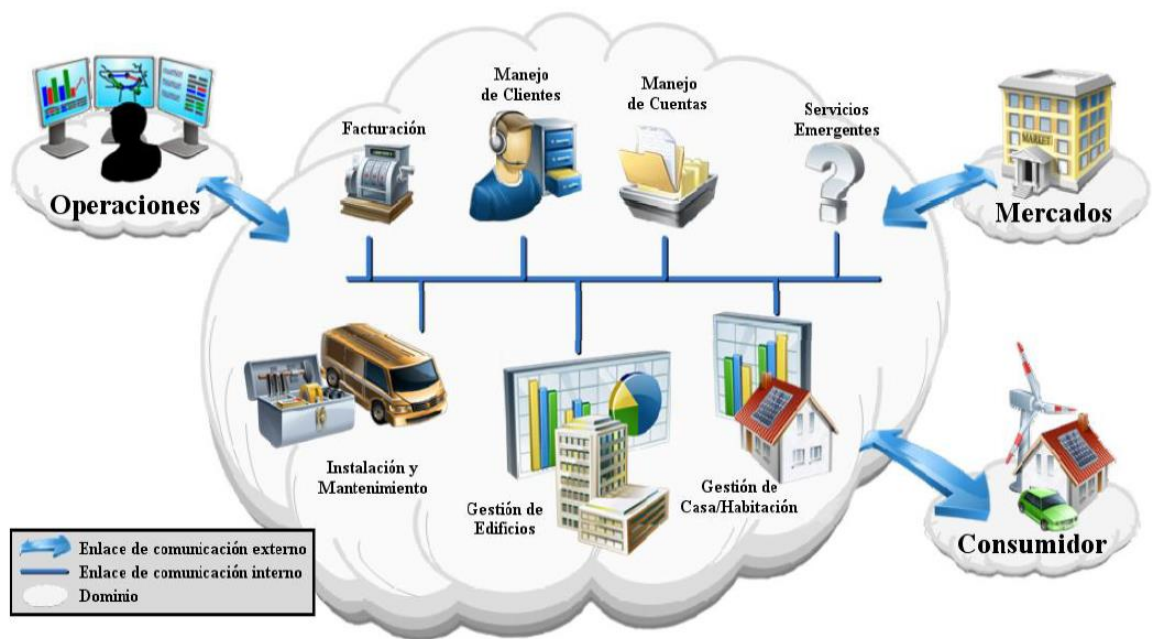 Manejo
de Clientes
Manejo
de Cuentas
Servicios
Emergentes
Facturación
MARKET
Operaciones
Mercados
Instalación y
Mantenimiento
Gestión de
Edificios
Gestión de
Casa/Habitación
Consumidor
Enlace de comunicación externo
Enlace de comunicación interno
Dominio